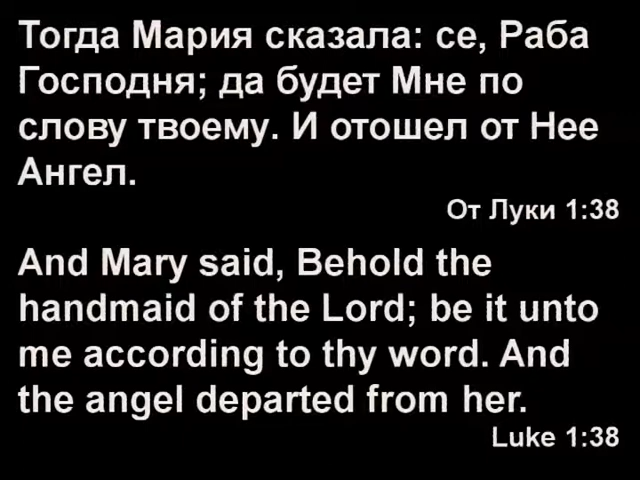 Тогда Мария сказала: се, Раба
Господня; да будет Мне по
слову твоему. И отошел от Нее
Ангел.
От Луки 1:38
And Mary said, Behold the
handmaid of the Lord; be it unto
me according to thy word. And
the angel departed from her.
Luke 1:38